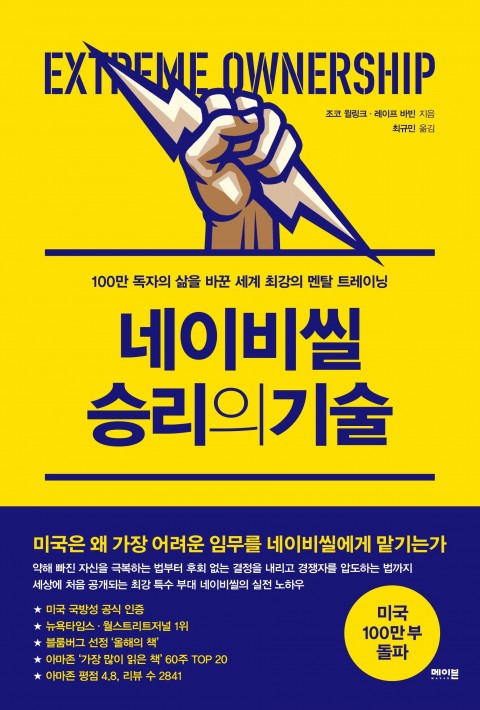 EXTREME OWNERSHIP
조코 윌링크 · 레이프 바빈 지음
최규민 옮김
100만 독자의 삶을 바꾼 세계 최강의 멘탈 트레이닝
네이비씰
승리의기술
미국은 왜 가장 어려운 임무를 네이비씰에게 맡기는가
약해 빠진 자신을 극복하는 법부터 후회 없는 결정을 내리고 경쟁자를 압도하는 법까지
세상에 처음 공개되는 최강 특수 부대 네이비씰의 실전 노하우
★ 미국 국방성 공식 인증
★ 뉴욕타임스 · 월스트리트저널 1위
★ 블룸버그 선정 '올해의 책'
★ 아마존 '가장 많이 읽은 책' 60주 TOP 20
★ 아마존 평점 4.8, 리뷰 수 2841
미국
100만 부
돌파
메이븐
MAVEN